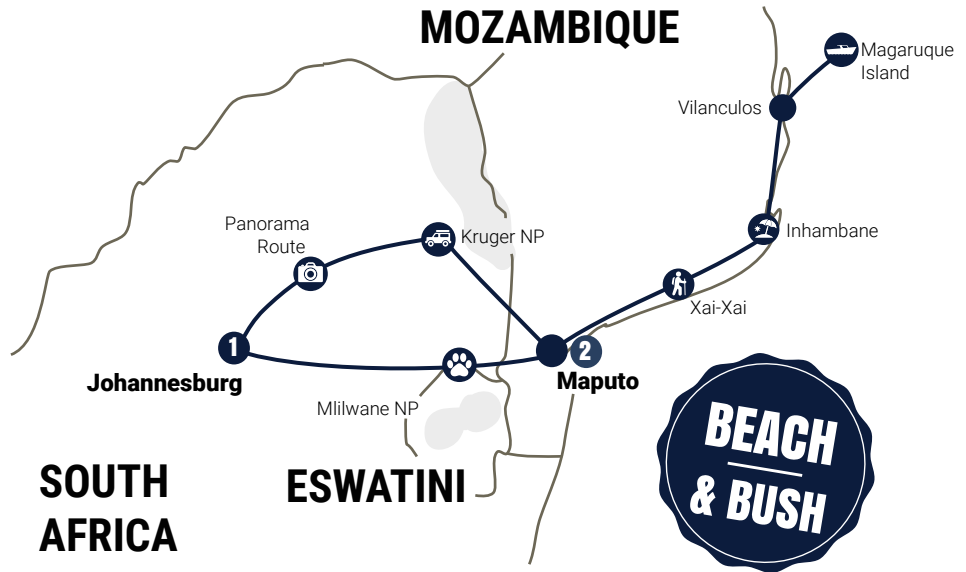 MOZAMBIQUE
Magaruque
Island
Vilanculos
Panorama
Route
Kruger NP
Inhambane
Xai-Xai
1
2
Johannesburg
Maputo
Mlilwane NP
BEACH
& BUSH
SOUTH
AFRICA
ESWATINI